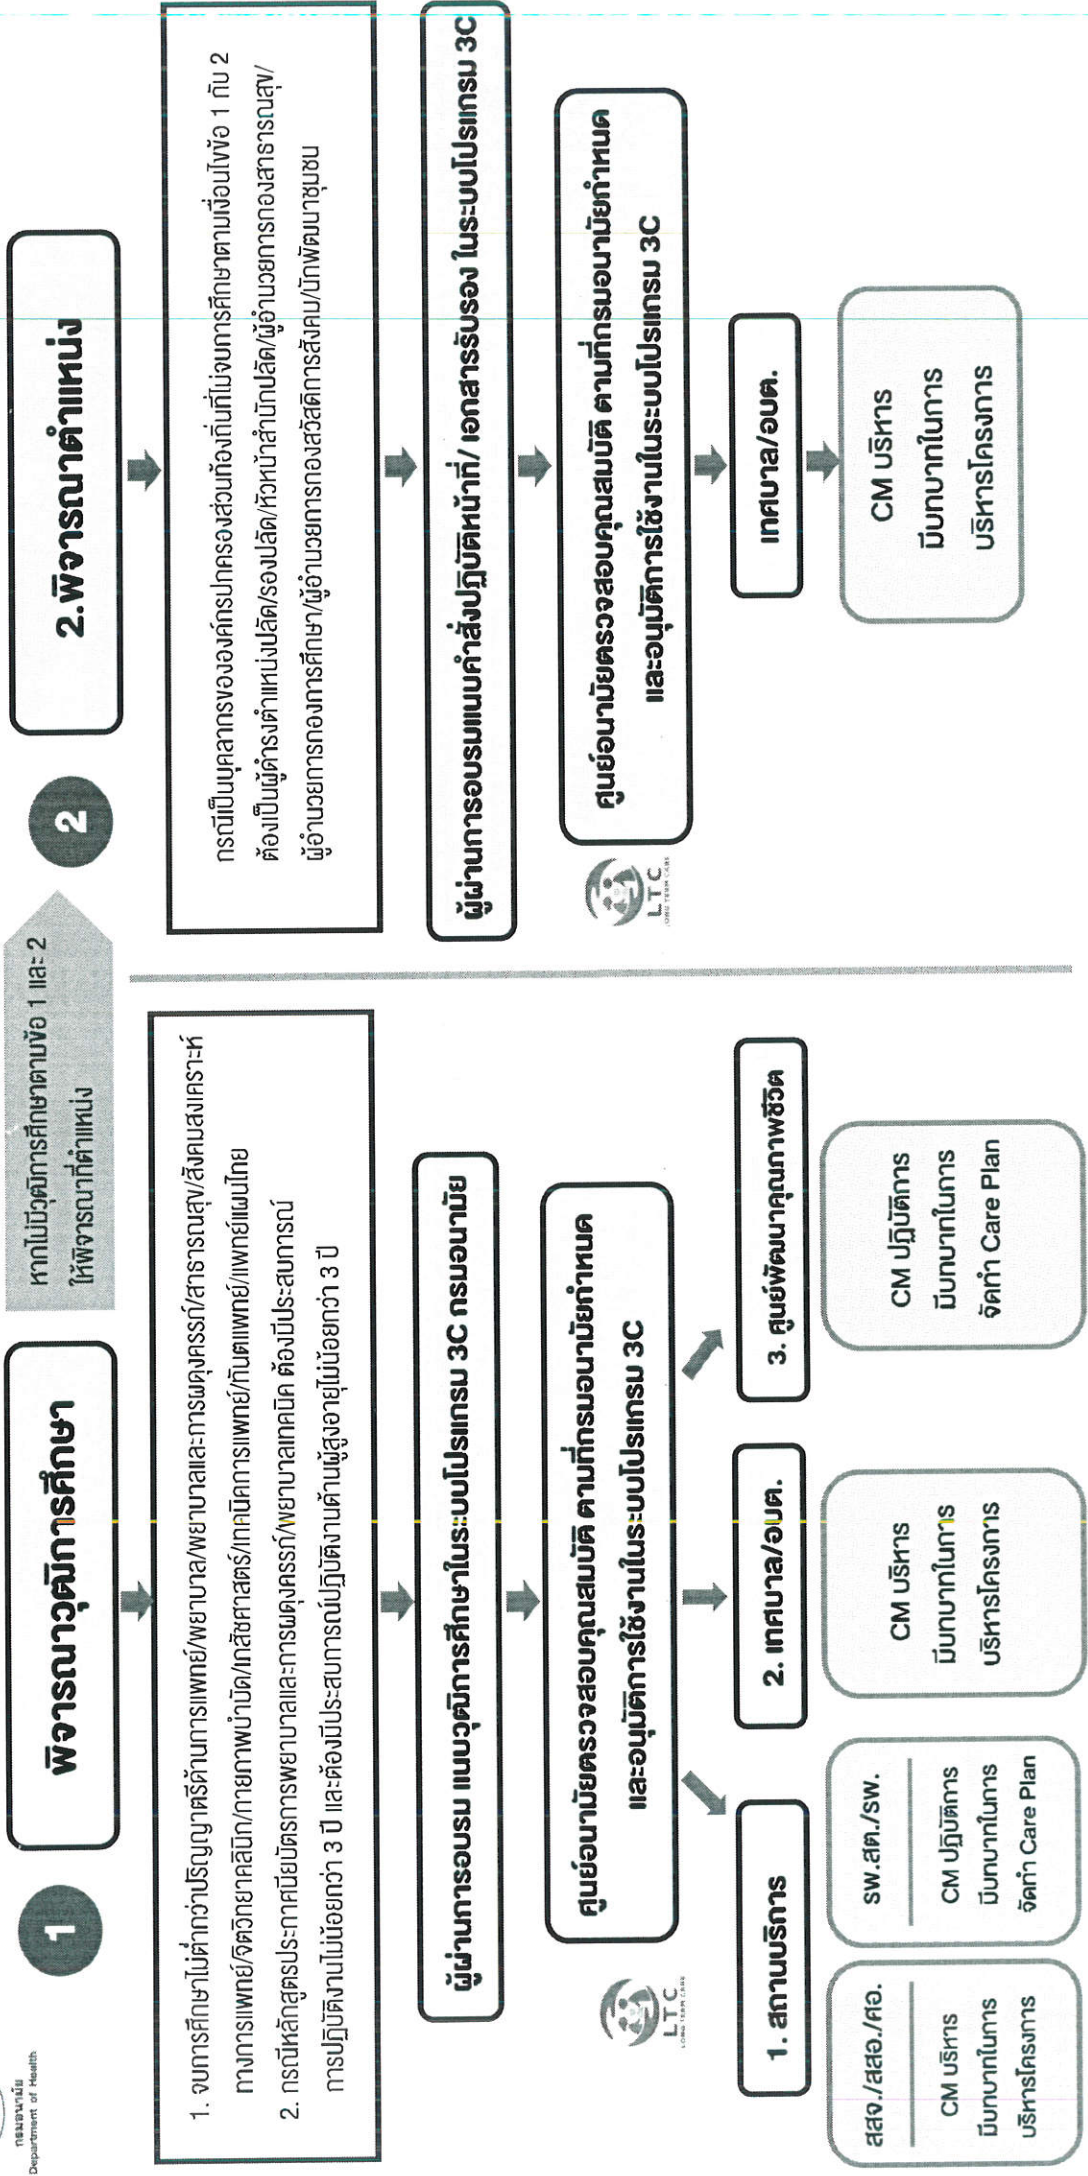 กรมอนามัย
Department of Health
1
พิจารณาวุฒิการศึกษา
หากไม่มีวุฒิการศึกษาตามข้อ 1 และ 2
ให้พิจารณาที่ตำแหน่ง
1. จบการศึกษาไม่ต่ำกว่าปริญญาตรีด้านการแพทย์/พยาบาล/พยาบาลและการผดุงครรภ์/สาธารณสุข/สังคมสงเคราะห์
ทางการแพทย์/จิตวิทยาคลินิก/กายภาพบำบัด/เภสัชศาสตร์/เทคนิคการแพทย์/ทันตแพทย์/แพทย์แผนไทย
2. กรณีหลักสูตรประกาศนียบัตรการพยาบาลและการผดุงครรภ์/พยาบาลเทคนิค ต้องมีประสบการณ์
การปฏิบัติงานไม่น้อยกว่า 3 ปี และต้องมีประสบการณ์ปฏิบัติงานด้านผู้สูงอายุไม่น้อยกว่า 3 ปี
ผู้ผ่านการอบรม แนบวุฒิการศึกษาในระบบโปรแกรม 3C กรมอนามัย
LTC
LONG TERM CARE
ศูนย์อนามัยตรวจสอบคุณสมบัติ ตามที่กรมอนามัยกำหนด
และอนุมัติการใช้งานในระบบโปรแกรม 3C
1. สถานบริการ
2. เทศบาล/อบต.
3. ศูนย์พัฒนาคุณภาพชีวิต
สสจ./สสอ./ศอ.
CM บริหาร
มีบทบาทในการ
บริหารโครงการ
รพ.สต./รพ.
CM ปฏิบัติการ
มีบทบาทในการ
จัดทำ Care Plan
CM บริหาร
มีบทบาทในการ
บริหารโครงการ
CM ปฏิบัติการ
มีบทบาทในการ
จัดทำ Care Plan
2
2.พิจารณาตำแหน่ง
กรณีเป็นบุคลากรขององค์กรปกครองส่วนท้องถิ่นที่ไม่จบการศึกษาตามเงื่อนไขข้อ 1 กับ 2
ต้องเป็นผู้ดำรงตำแหน่งปลัด/รองปลัด/หัวหน้าสำนักปลัด/ผู้อำนวยการกองสาธารณสุข/
ผู้อำนวยการกองการศึกษา/ผู้อำนวยการกองสวัสดิการสังคม/นักพัฒนาชุมชน
ผู้ผ่านการอบรมแนบคำสั่งปฏิบัติหน้าที่/ เอกสารรับรอง ในระบบโปรแกรม 3C
LTC
LONG TERM CARE
ศูนย์อนามัยตรวจสอบคุณสมบัติ ตามที่กรมอนามัยกำหนด
และอนุมัติการใช้งานในระบบโปรแกรม 3C
เทศบาล/อบต.
CM บริหาร
มีบทบาทในการ
บริหารโครงการ